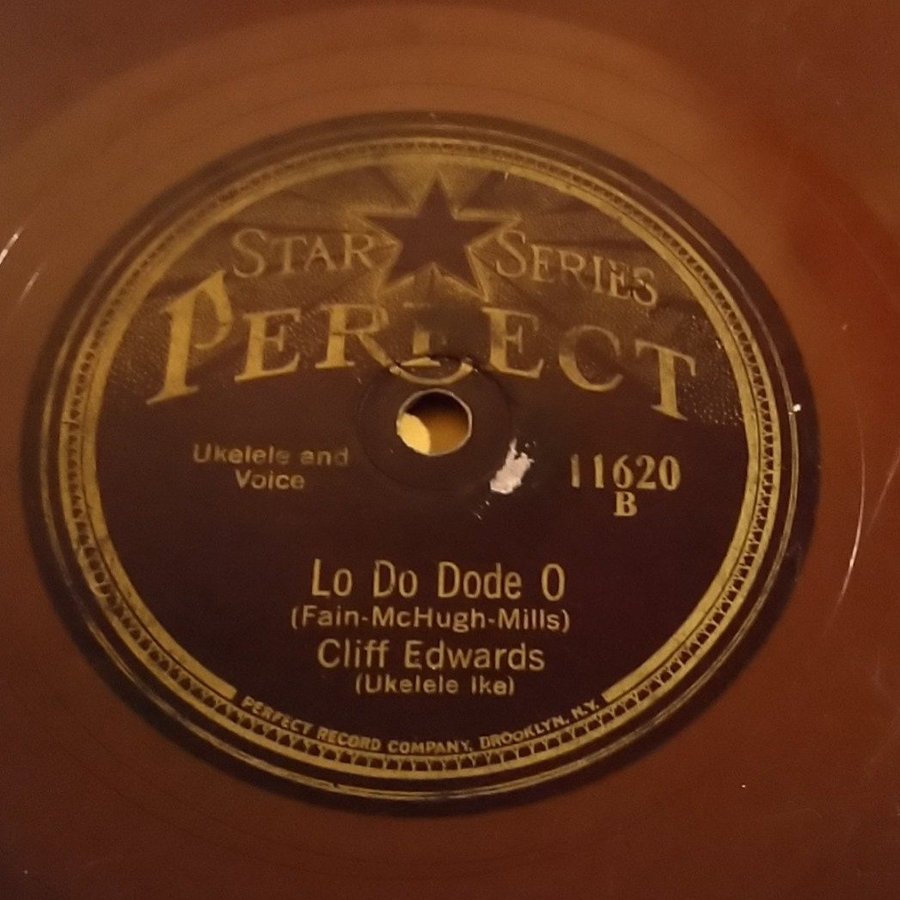 STAR SERIES
PERFECT
Ukelele and
Voice
11620
B
Lo Do Dode O
(Fain-McHugh-Mills)
Cliff Edwards
(Ukelele Ike)
PERFECT RECORD COMPANY, BROOKLYN, N.Y.